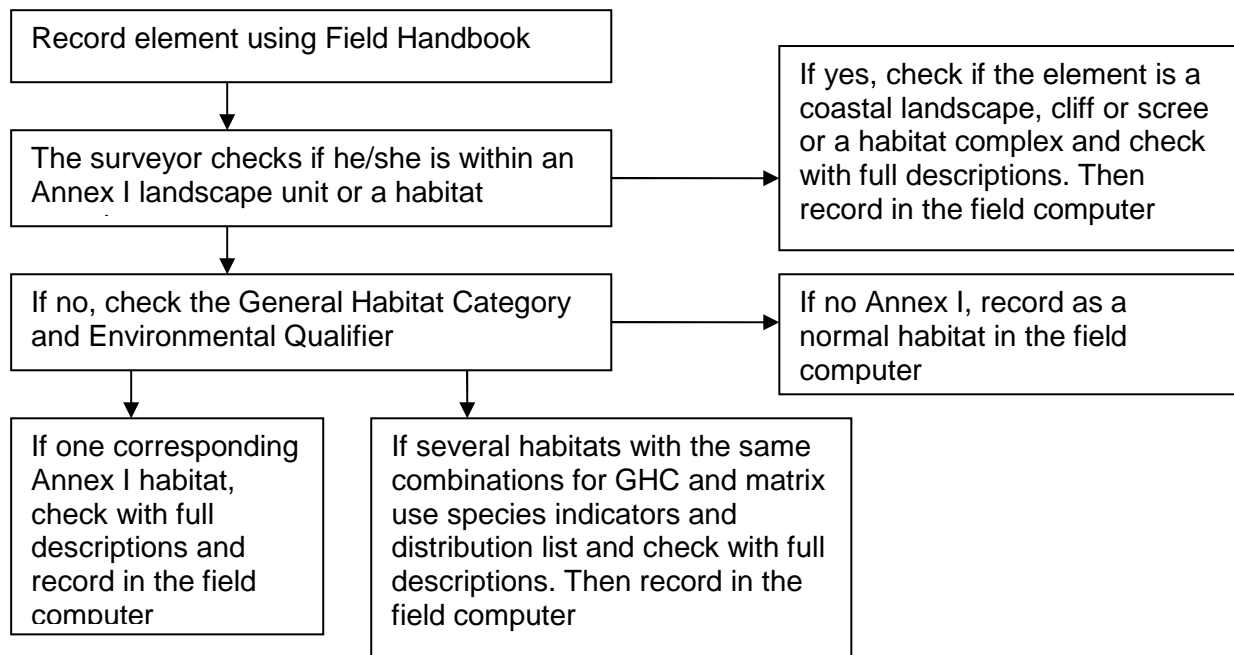 Record element using Field Handbook
If yes, check if the element is a
coastal landscape, cliff or scree
or a habitat complex and check
with full descriptions. Then
record in the field computer
The surveyor checks if he/she is within an
Annex I landscape unit or a habitat
If no, check the General Habitat Category
and Environmental Qualifier
If no Annex I, record as a
normal habitat in the field
computer
If one corresponding
Annex I habitat,
check with full
descriptions and
record in the field
computer
If several habitats with the same
combinations for GHC and matrix
use species indicators and
distribution list and check with full
descriptions. Then record in the
field computer